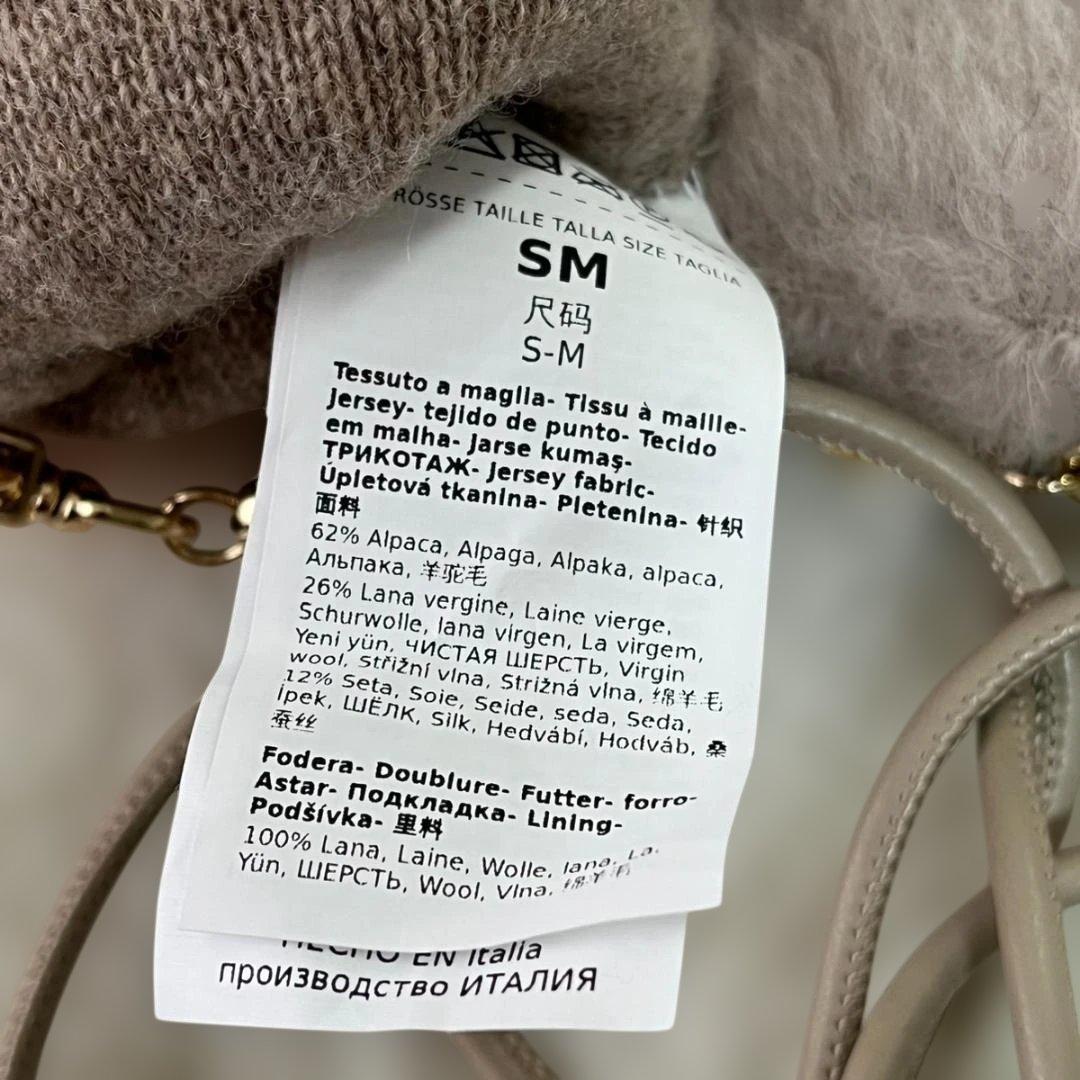 RÖSSE TAILLE TALLA SIZE TAGLIA
SM
尺码
S-M
Tessuto a maglia- Tissu à maille-
Jersey- tejido de punto- Tecido
em malha- Jarse kumaş-
ТРИКОТАЖ- Jersey fabric-
Úpletová tkanina- Pletenina- 针织
面料
62% Alpaca, Alpaga, Alpaka, alpaca,
Альпака, 羊驼毛
26% Lana vergine, Laine vierge,
Schurwolle, lana virgen, La virgem,
Yeni yün, ЧИСТАЯ ШЕРСТЬ, Virgin
wool, Střižní vlna, Strižná vlna, 绵羊毛
12% Seta, Soie, Seide, seda, Seda,
İpek, ШЁЛК, Silk, Hedvábí, Hodváb, 桑
蚕丝
Fodera- Doublure- Futter- forro-
Astar- Подкладка- Lining-
Podšívka- 里料
100% Lana, Laine, Wolle, lana, La.
Yün, ШЕРСТЬ, Wool, Vlna,
HECHO EN Italia
производство ИТАЛИЯ